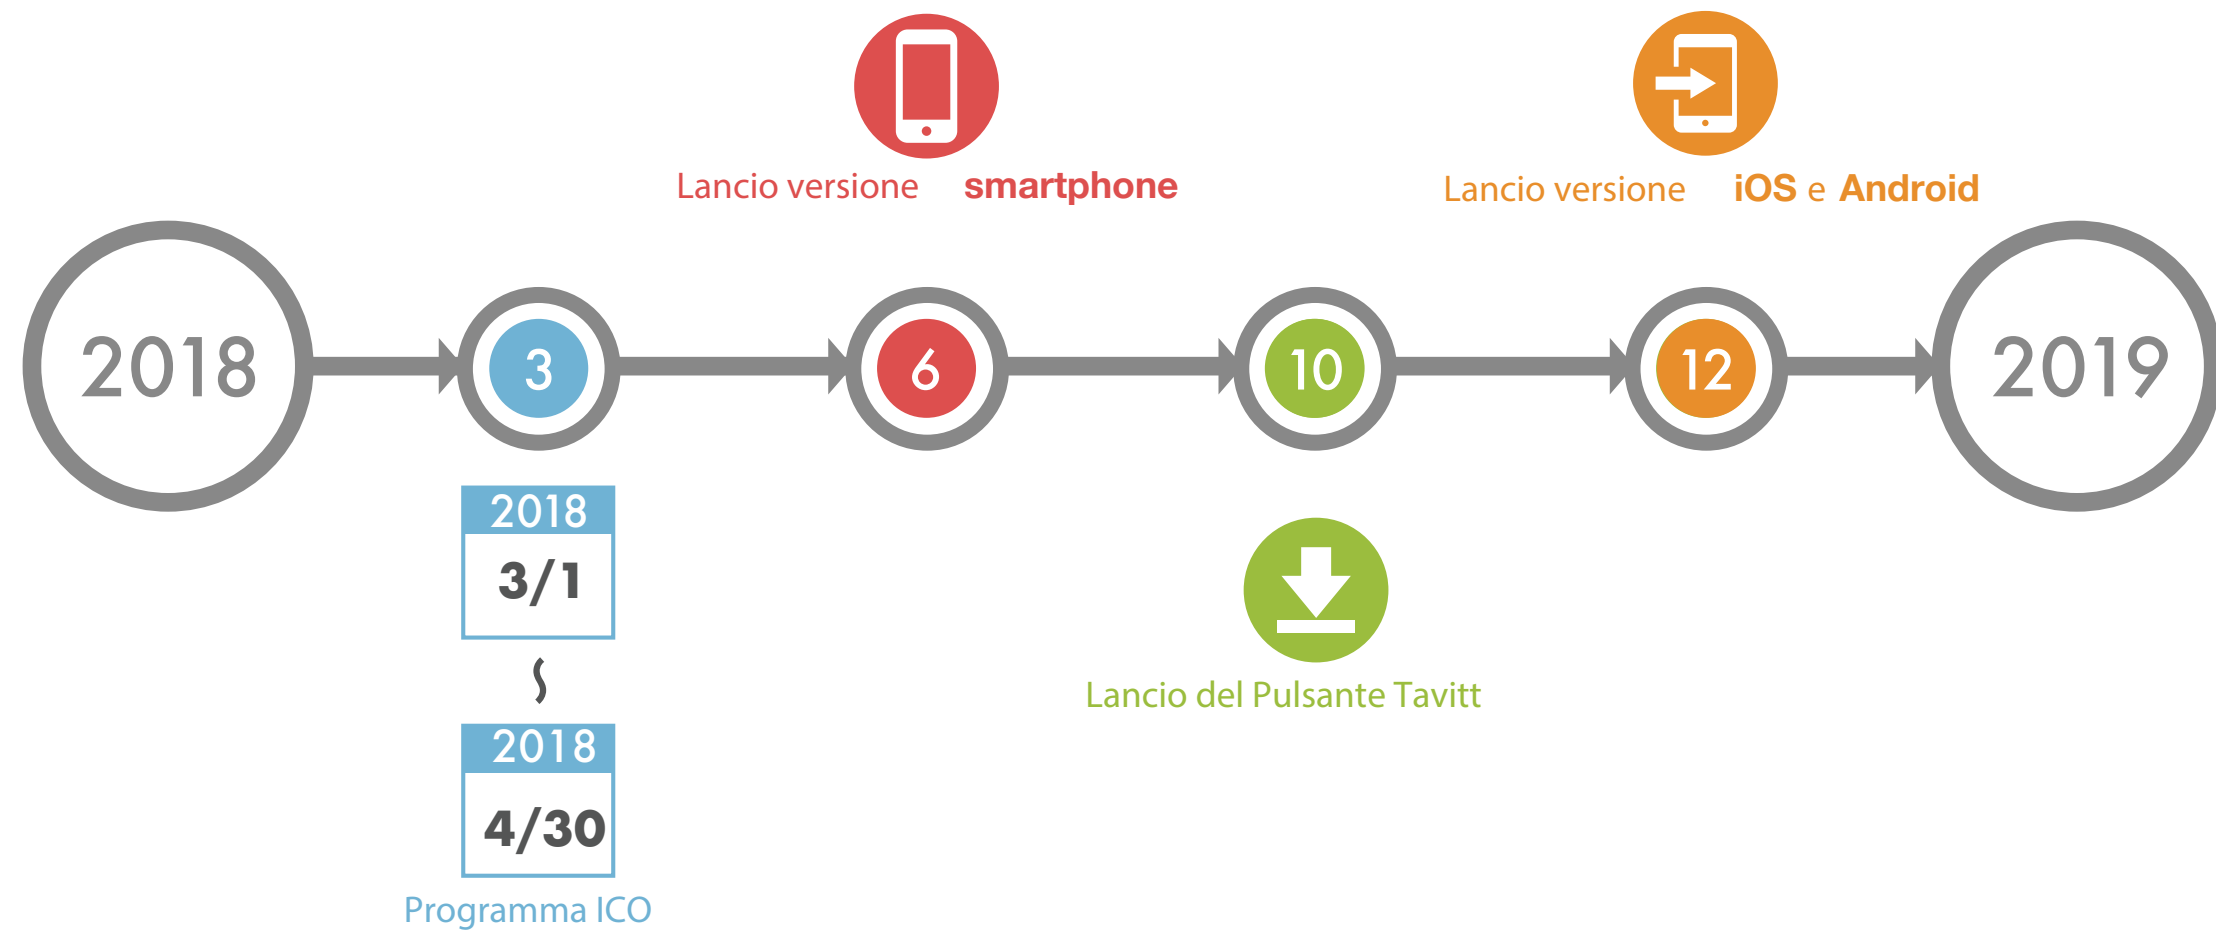 Lancio versione smartphone
Lancio versione iOS e Android
2018
3
6
10
12
2019
2018
3/1
~
2018
4/30
Programma ICO
Lancio del Pulsante Tavitt